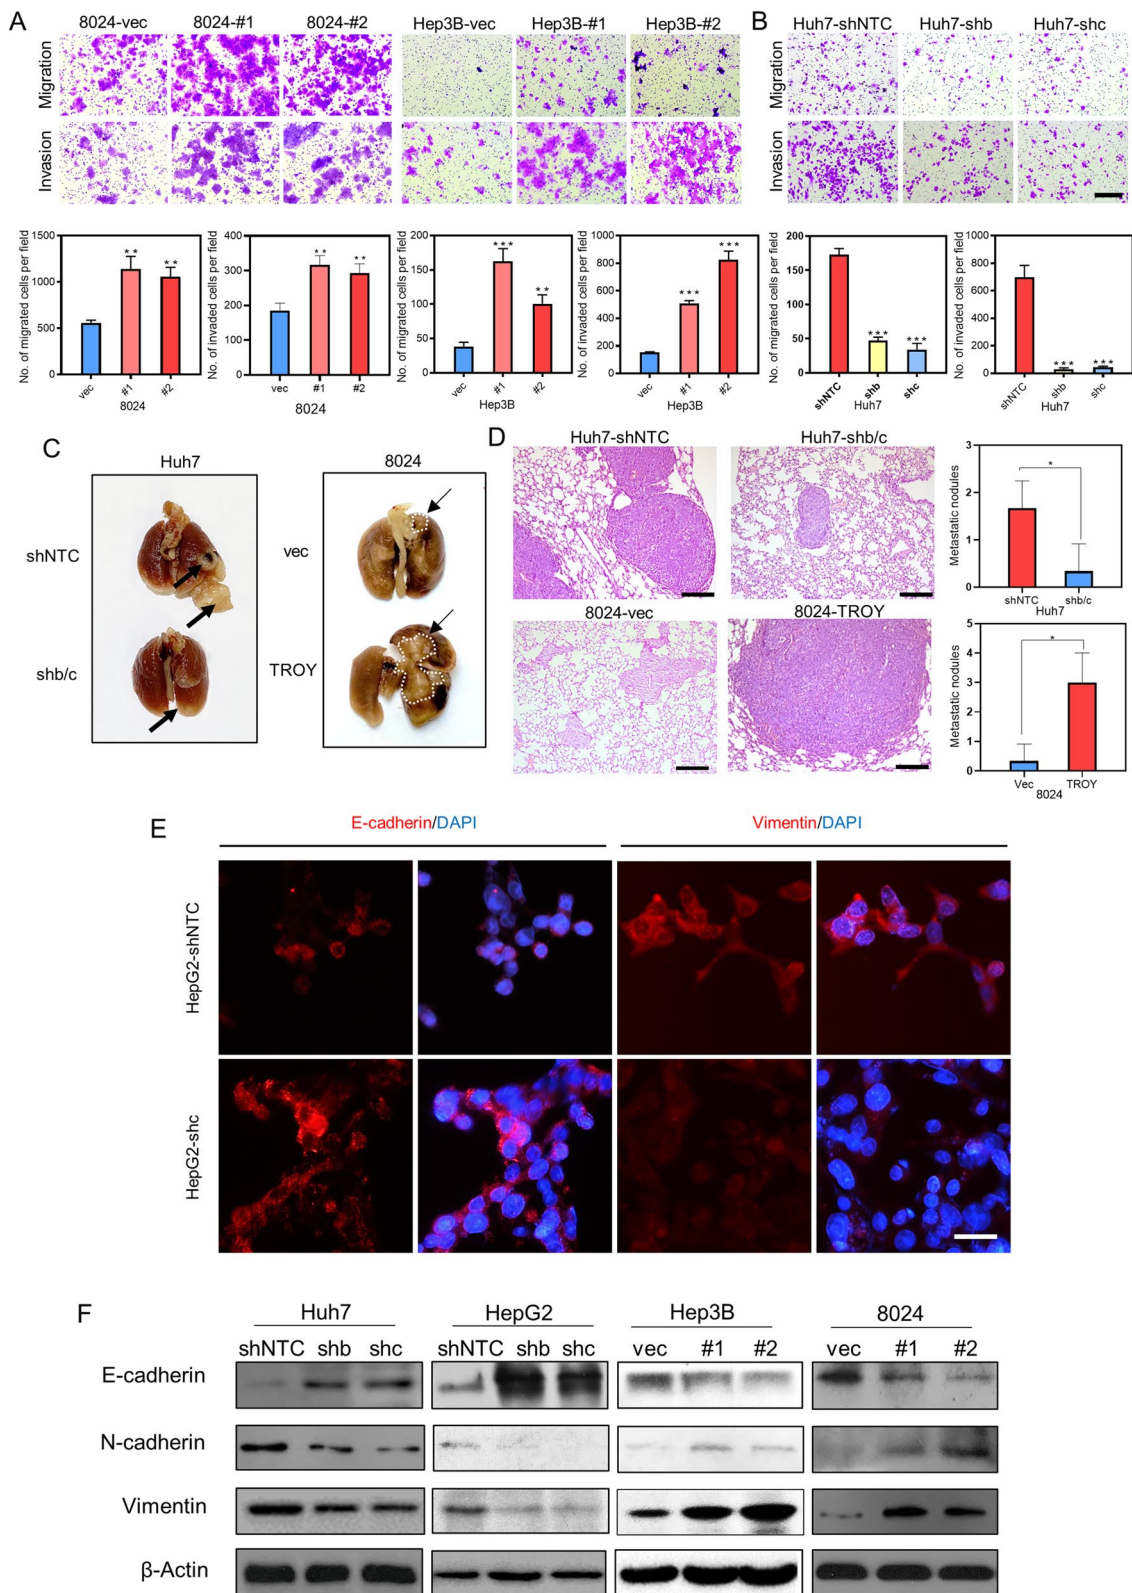 A
8024-vec 8024-#1 8024-#2 Hep3B-vec Hep3B-#1 Hep3B-#2
Migration
Invasion
B
Huh7-shNTC Huh7-shb Huh7-shc
Migration
Invasion
No. of migrated cells per field
1500
1000
500
0
**
**
vec #1 #2
8024
No. of invaded cells per field
400
300
200
100
0
**
**
vec #1 #2
8024
No. of migrated cells per field
200
150
100
50
0
***
**
vec #1 #2
Hep3B
No. of invaded cells per field
1000
800
600
400
200
0
***
***
vec #1 #2
Hep3B
No. of migrated cells per field
200
150
100
50
0
***
***
shNTC shb shc
Huh7
No. of invaded cells per field
1000
800
600
400
200
0
***
***
shNTC shb shc
Huh7
C
Huh7
shNTC
shb/c
8024
vec
TROY
D
Huh7-shNTC Huh7-shb/c
8024-vec 8024-TROY
Metastatic nodules
3
2
1
0
*
shNTC shb/c
Huh7
Metastatic nodules
5
4
3
2
1
0
*
Vec TROY
8024
E
E-cadherin/DAPI Vimentin/DAPI
HepG2-shNTC
HepG2-shc
F
Huh7 HepG2 Hep3B 8024
shNTC shb shc shNTC shb shc vec #1 #2 vec #1 #2
E-cadherin
N-cadherin
Vimentin
β-Actin